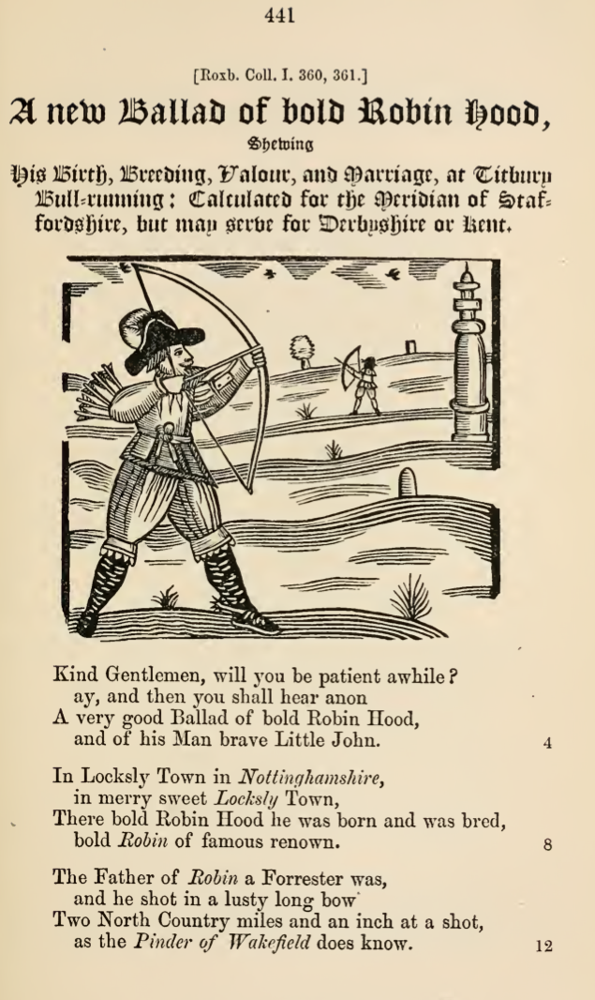 441
[Roxb. Coll. I. 360, 361.]
A new Ballad of bold Robin Hood,
Shewing
His Birth, Breeding, Valour, and Marriage, at Titbury
Bull-running: Calculated for the Meridian of Staf-
fordshire, but may serve for Derbyshire or Kent.
Kind Gentlemen, will you be patient awhile?
ay, and then you shall hear anon
A very good Ballad of bold Robin Hood,
and of his Man brave Little John. 4
In Locksly Town in Nottinghamshire,
in merry sweet Locksly Town,
There bold Robin Hood he was born and was bred,
bold Robin of famous renown. 8
The Father of Robin a Forrester was,
and he shot in a lusty long bow
Two North Country miles and an inch at a shot,
as the Pinder of Wakefield does know. 12